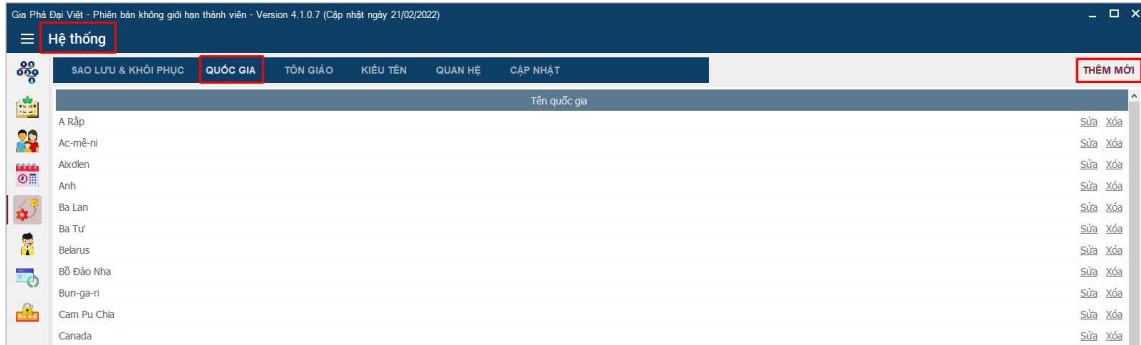 Gia Phả Đại Việt - Phiên bản không giới hạn thành viên - Version 4.1.0.7 (Cập nhật ngày 21/02/2022)
Hệ thống
SAO LƯU & KHÔI PHỤC QUỐC GIA TÔN GIÁO KIỂU TÊN QUAN HỆ CẬP NHẬT THÊM MỚI
Tên quốc gia
A Rập Sửa Xóa
Ac-mê-ni Sửa Xóa
Aixơlen Sửa Xóa
Anh Sửa Xóa
Ba Lan Sửa Xóa
Ba Tư Sửa Xóa
Belarus Sửa Xóa
Bồ Đào Nha Sửa Xóa
Bun-ga-ri Sửa Xóa
Cam Pu Chia Sửa Xóa
Canada Sửa Xóa